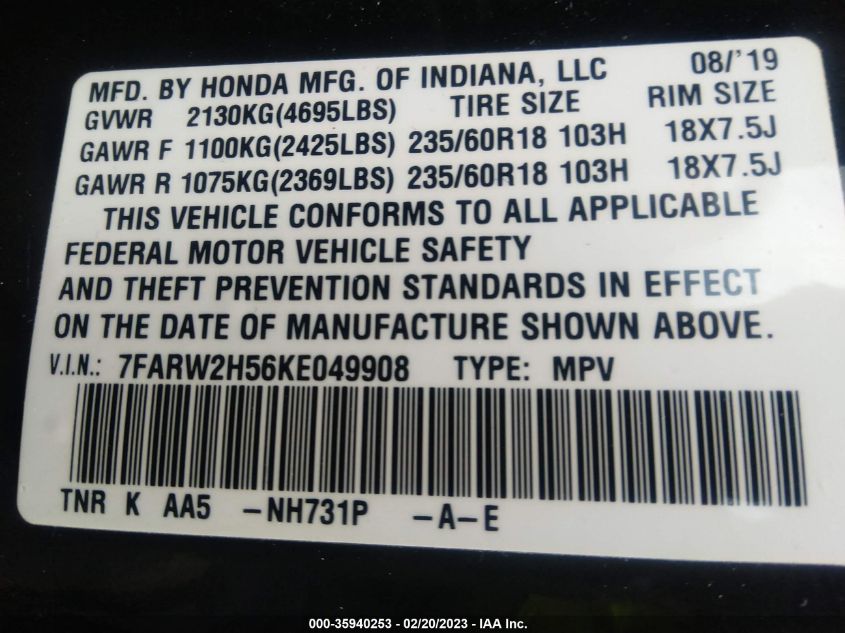 MFD. BY HONDA MFG. OF INDIANA, LLC 08/'19
GVWR 2130KG(4695LBS) TIRE SIZE RIM SIZE
GAWR F 1100KG(2425LBS) 235/60R18 103H 18X7.5J
GAWR R 1075KG(2369LBS) 235/60R18 103H 18X7.5J
THIS VEHICLE CONFORMS TO ALL APPLICABLE
FEDERAL MOTOR VEHICLE SAFETY
AND THEFT PREVENTION STANDARDS IN EFFECT
ON THE DATE OF MANUFACTURE SHOWN ABOVE.
V.I.N.: 7FARW2H56KE049908 TYPE: MPV
TNR K AA5 -NH731P -A-E
000-35940253 - 02/20/2023 - IAA Inc.